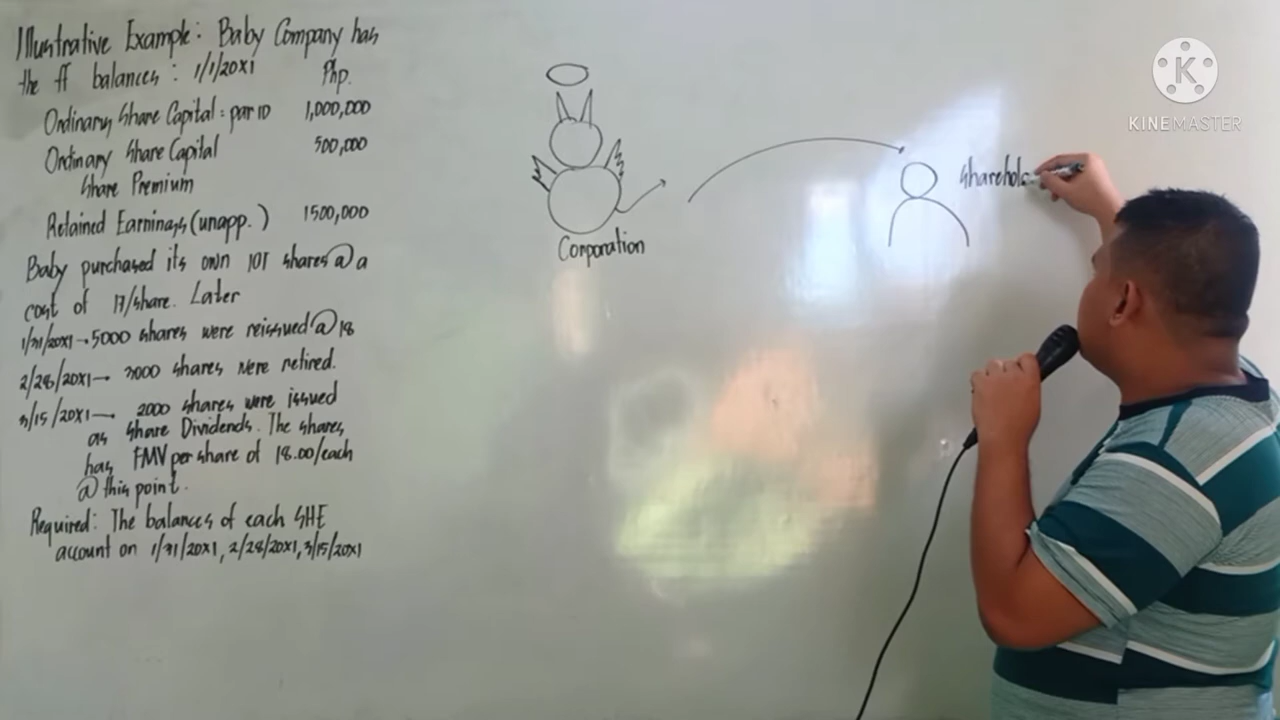 Illustrative Example: Baby Company has
the ff balances: 1/1/20x1 Php.
Ordinary Share Capital: par 10 1,000,000
Ordinary Share Capital 500,000
Share Premium
Retained Earnings (unapp.) 1500,000
Baby purchased its own 10T shares @ a
cost of 17/share. Later
1/31/20x1 → 5000 shares were reissued @ 18
2/28/20x1 — 3000 shares were retired.
3/15/20x1 — 2000 shares were issued
as share Dividends. The shares
has FMV per share of 18.00/each
@ this point.
Required: The balances of each SHE
account on 1/31/20x1, 2/28/20x1, 3/15/20x1
Corporation
Sharehold
KINEMASTER
K